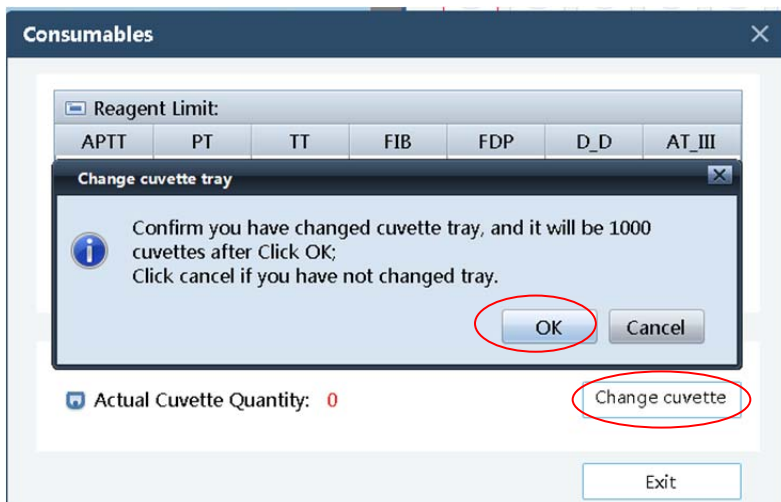 Consumables
Reagent Limit:
APTT PT TT FIB FDP D_D AT_III
Change cuvette tray
Confirm you have changed cuvette tray, and it will be 1000
cuvettes after Click OK;
Click cancel if you have not changed tray.
OK Cancel
Actual Cuvette Quantity: 0 Change cuvette
Exit